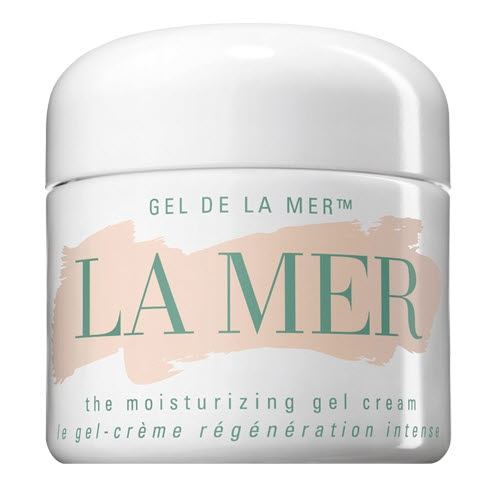 GEL DE LA MER™
LA MER
the moisturizing gel cream
le gel-crème régénération intense